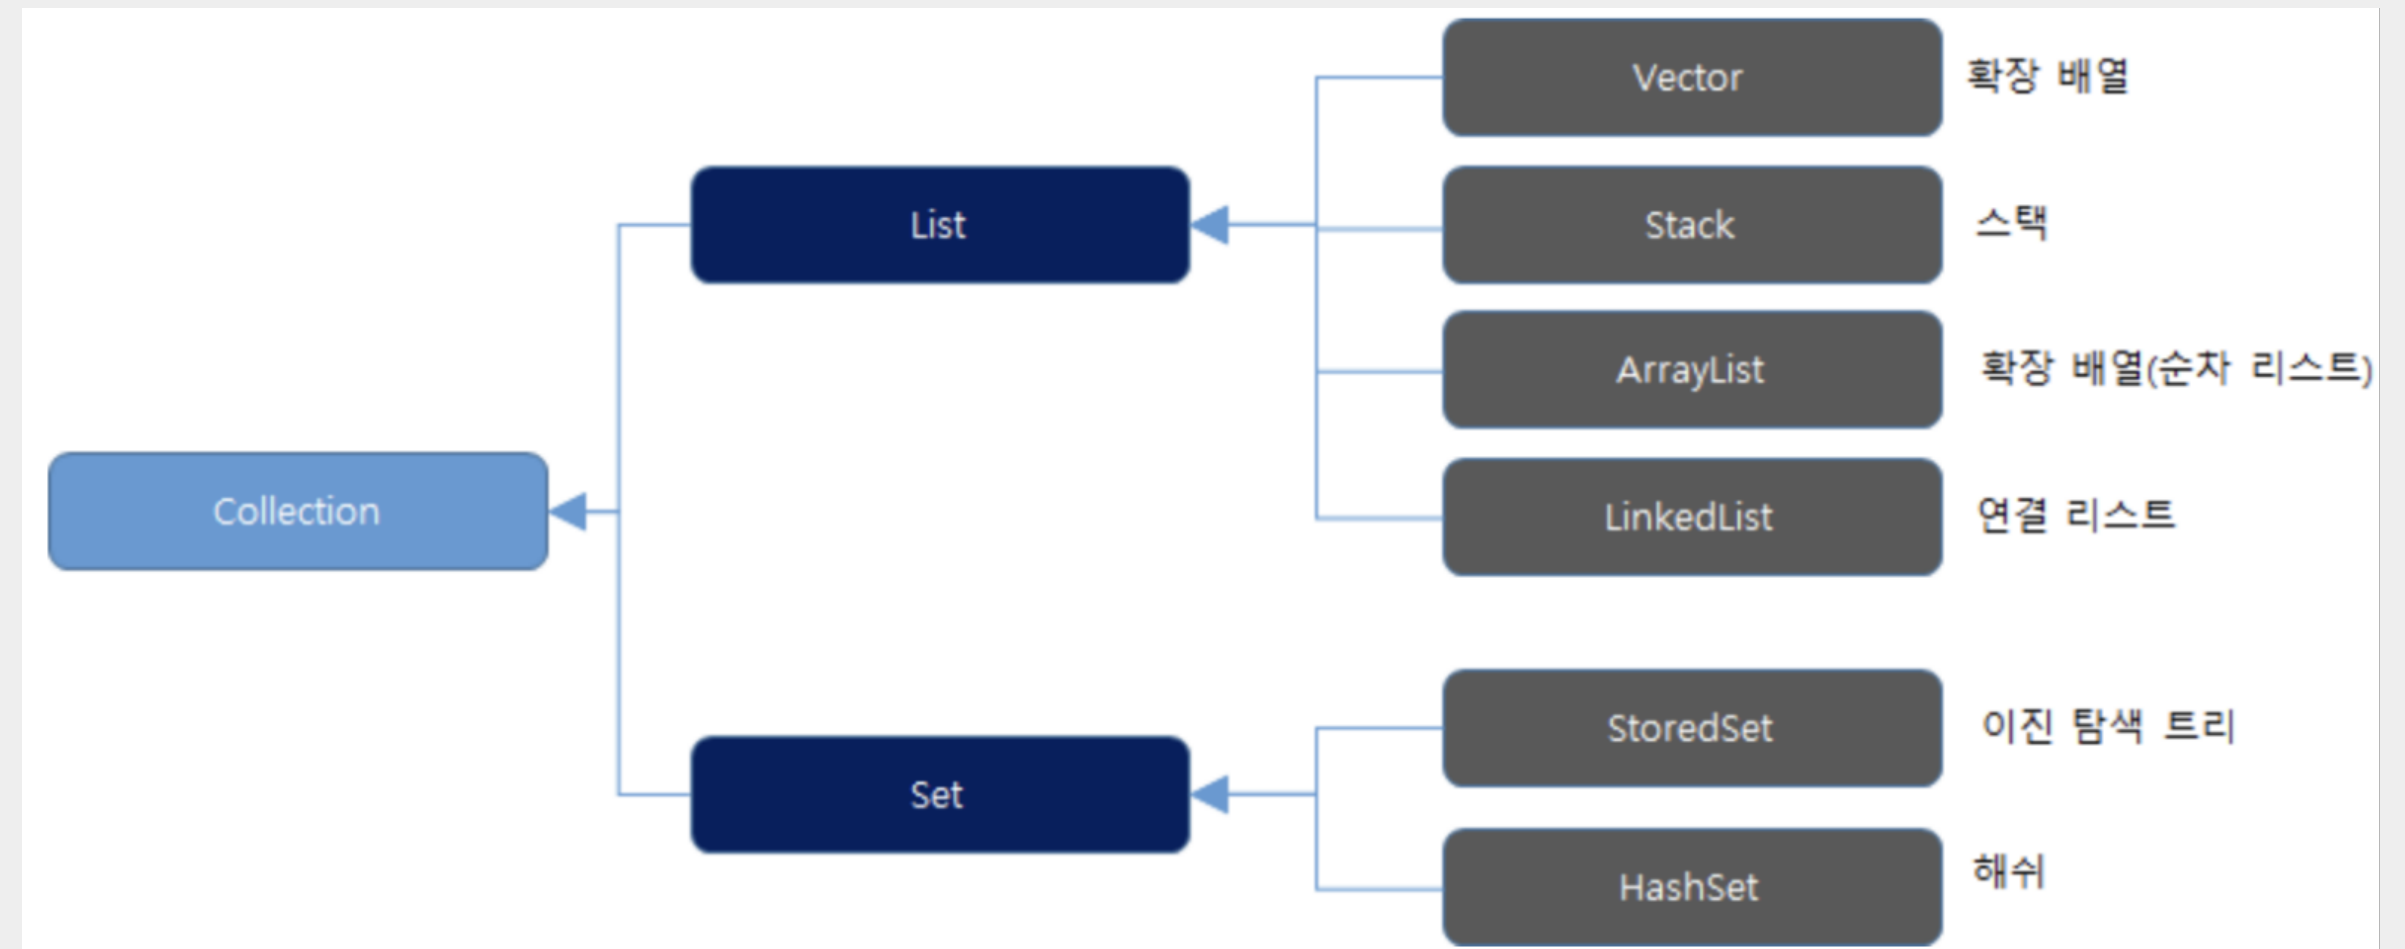 Vector 확장 배열
List
Stack 스택
ArrayList 확장 배열(순차 리스트)
Collection
LinkedList 연결 리스트
StoredSet 이진 탐색 트리
Set
HashSet 해쉬